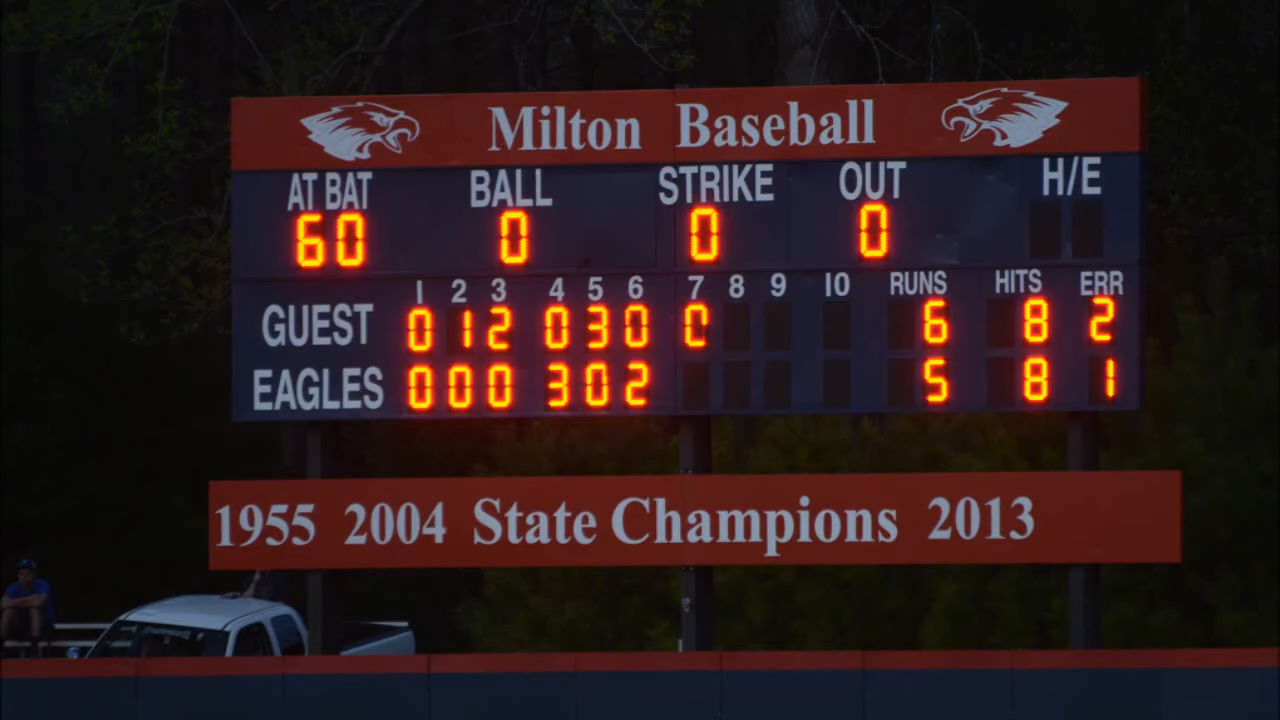 Milton Baseball
AT BAT BALL STRIKE OUT H/E
60 0 0 0
1 2 3 4 5 6 7 8 9 10 RUNS HITS ERR
GUEST 0 1 2 0 3 0 0 6 8 2
EAGLES 0 0 0 3 0 2 5 8 1
1955 2004 State Champions 2013